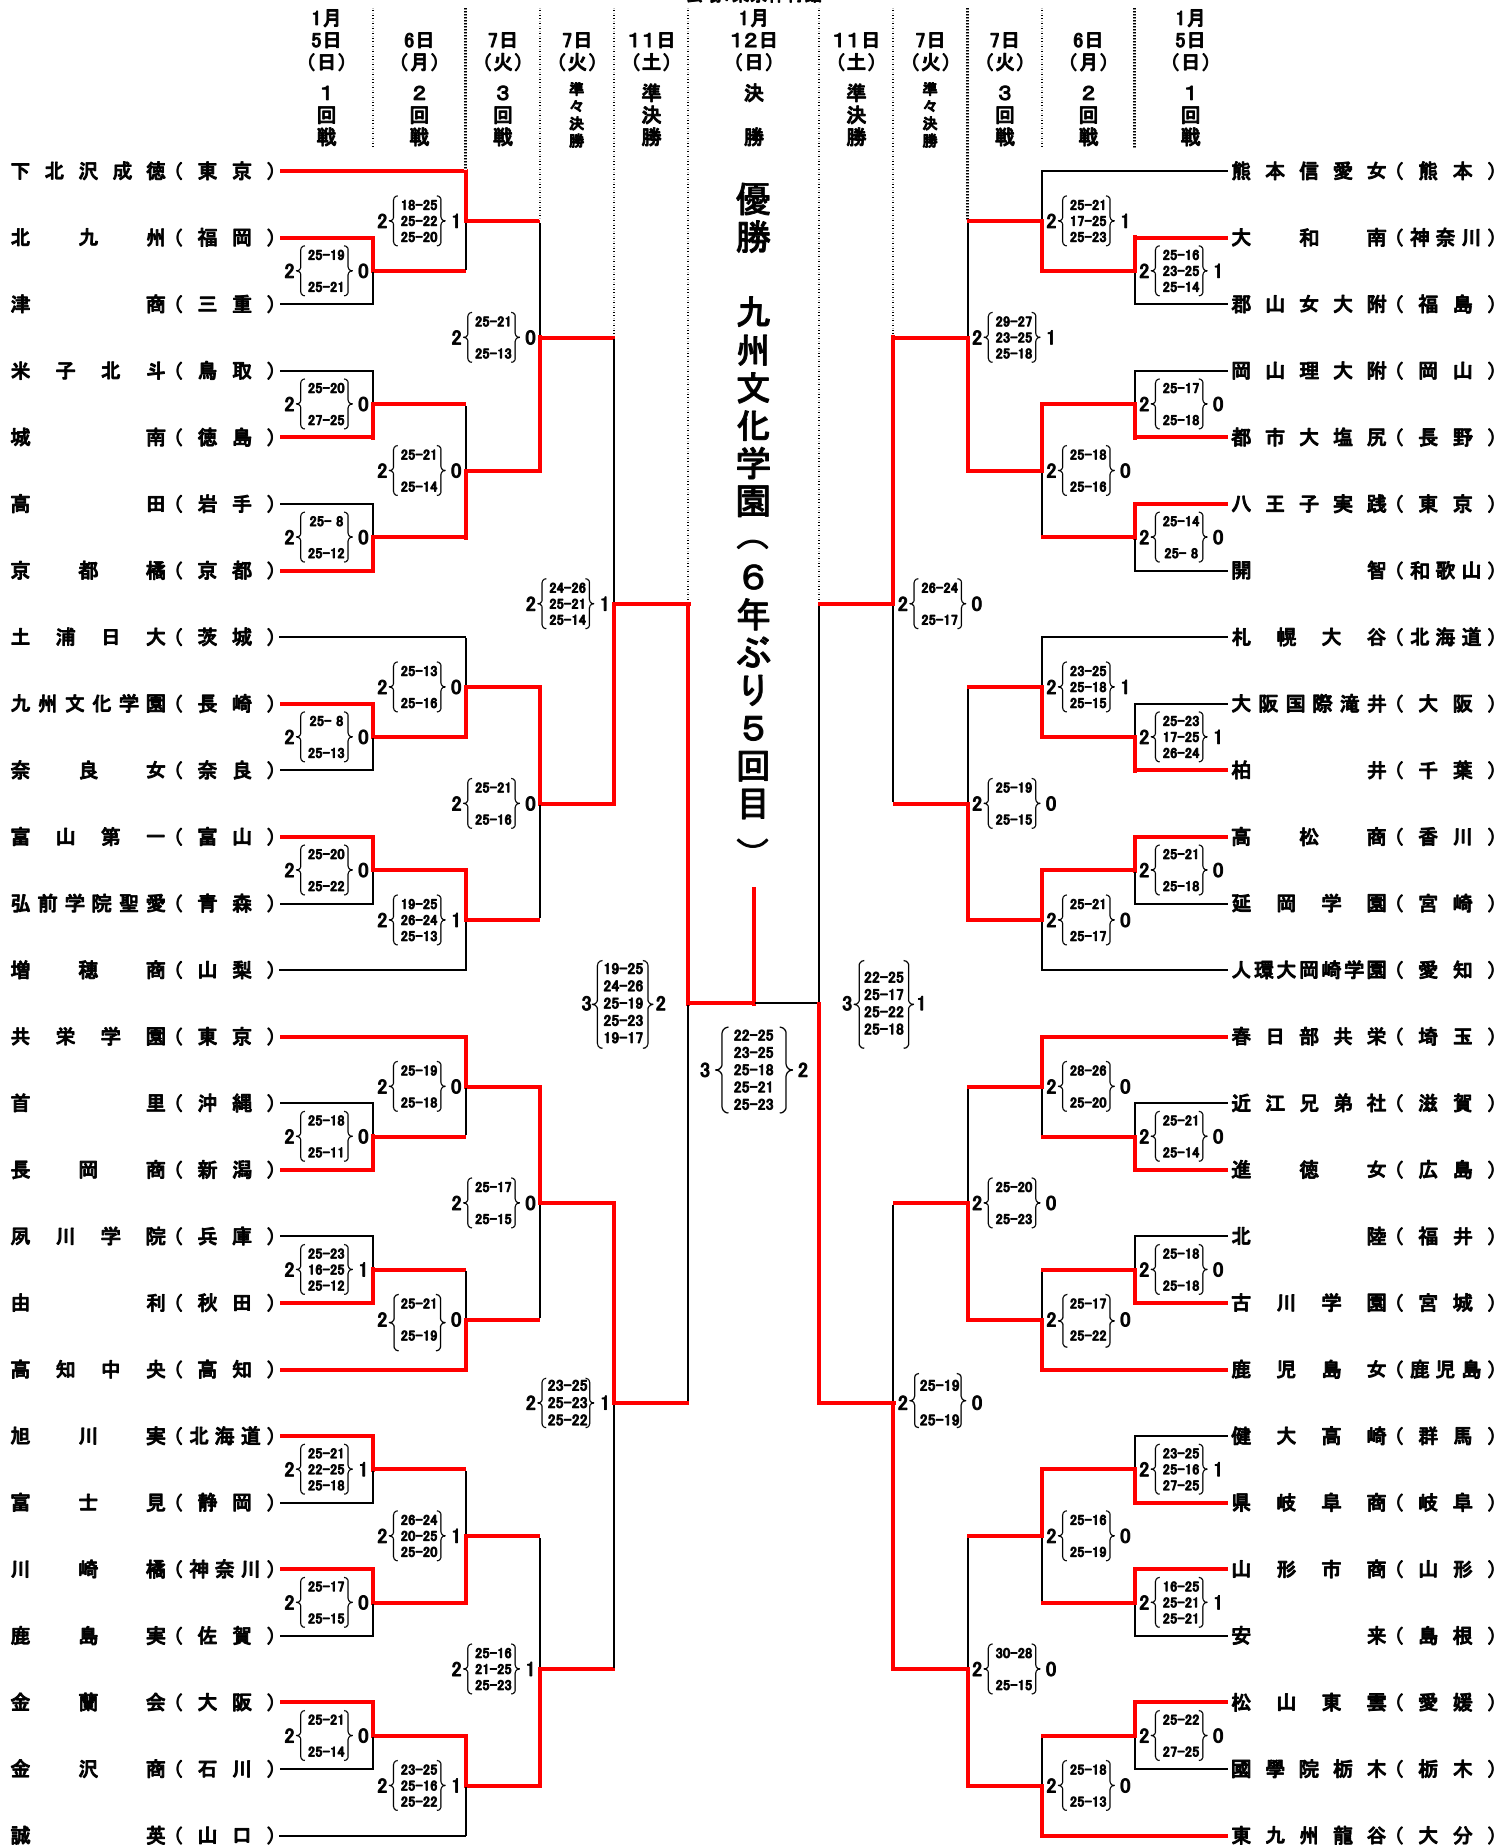 1月 5日 (日) 1回戦
6日 (月) 2回戦
7日 (火) 3回戦
7日 (火) 準々決勝
11日 (土) 準決勝
1月 12日 (日) 決勝
11日 (土) 準決勝
7日 (火) 準々決勝
7日 (火) 3回戦
6日 (月) 2回戦
1月 5日 (日) 1回戦
優勝 九州文化学園(6年ぶり5回目)
下北沢成徳(東京)
北九州(福岡)
津商(三重)
米子北斗(鳥取)
城南(徳島)
高田(岩手)
京都橘(京都)
土浦日大(茨城)
九州文化学園(長崎)
奈良女(奈良)
富山第一(富山)
弘前学院聖愛(青森)
増穂商(山梨)
共栄学園(東京)
首里(沖縄)
長岡商(新潟)
夙川学院(兵庫)
由利(秋田)
高知中央(高知)
旭川実(北海道)
富士見(静岡)
川崎橘(神奈川)
鹿島実(佐賀)
金蘭会(大阪)
金沢商(石川)
誠英(山口)
2 25-19 25-21 0
2 25-20 27-25 0
2 25-8 25-12 0
2 25-8 25-13 0
2 25-20 25-22 0
2 25-18 25-11 0
2 25-23 16-25 25-12 1
2 25-21 22-25 25-18 1
2 25-17 25-15 0
2 25-21 25-14 0
2 18-25 25-22 25-20 1
2 25-21 25-14 0
2 25-13 25-16 0
2 19-25 26-24 25-13 1
2 25-19 25-18 0
2 25-21 25-19 0
2 26-24 20-25 25-20 1
2 23-25 25-16 25-22 1
2 25-21 25-13 0
2 25-21 25-16 0
2 25-17 25-15 0
2 25-16 21-25 25-23 1
2 24-26 25-21 25-14 1
2 23-25 25-23 25-22 1
3 19-25 24-26 25-19 25-23 19-17 2
3 22-25 23-25 25-18 25-21 25-23 2
3 22-25 25-17 25-22 25-18 1
2 26-24 25-17 0
2 25-19 25-19 0
2 29-27 23-25 25-18 1
2 25-19 25-15 0
2 25-20 25-23 0
2 30-28 25-15 0
2 25-21 17-25 25-23 1
2 25-18 25-16 0
2 23-25 25-18 25-15 1
2 25-21 25-17 0
2 28-26 25-20 0
2 25-17 25-22 0
2 25-16 25-19 0
2 25-18 25-13 0
2 25-16 23-25 25-14 1
2 25-17 25-18 0
2 25-14 25-8 0
2 25-23 17-25 26-24 1
2 25-21 25-18 0
2 25-21 25-14 0
2 25-18 25-18 0
2 23-25 25-16 27-25 1
2 16-25 25-21 25-21 1
2 25-22 27-25 0
熊本信愛女(熊本)
大和南(神奈川)
郡山女大附(福島)
岡山理大附(岡山)
都市大塩尻(長野)
八王子実践(東京)
開智(和歌山)
札幌大谷(北海道)
大阪国際滝井(大阪)
柏井(千葉)
高松商(香川)
延岡学園(宮崎)
人環大岡崎学園(愛知)
春日部共栄(埼玉)
近江兄弟社(滋賀)
進徳女(広島)
北陸(福井)
古川学園(宮城)
鹿児島女(鹿児島)
健大高崎(群馬)
県岐阜商(岐阜)
山形市商(山形)
安来(島根)
松山東雲(愛媛)
國學院栃木(栃木)
東九州龍谷(大分)